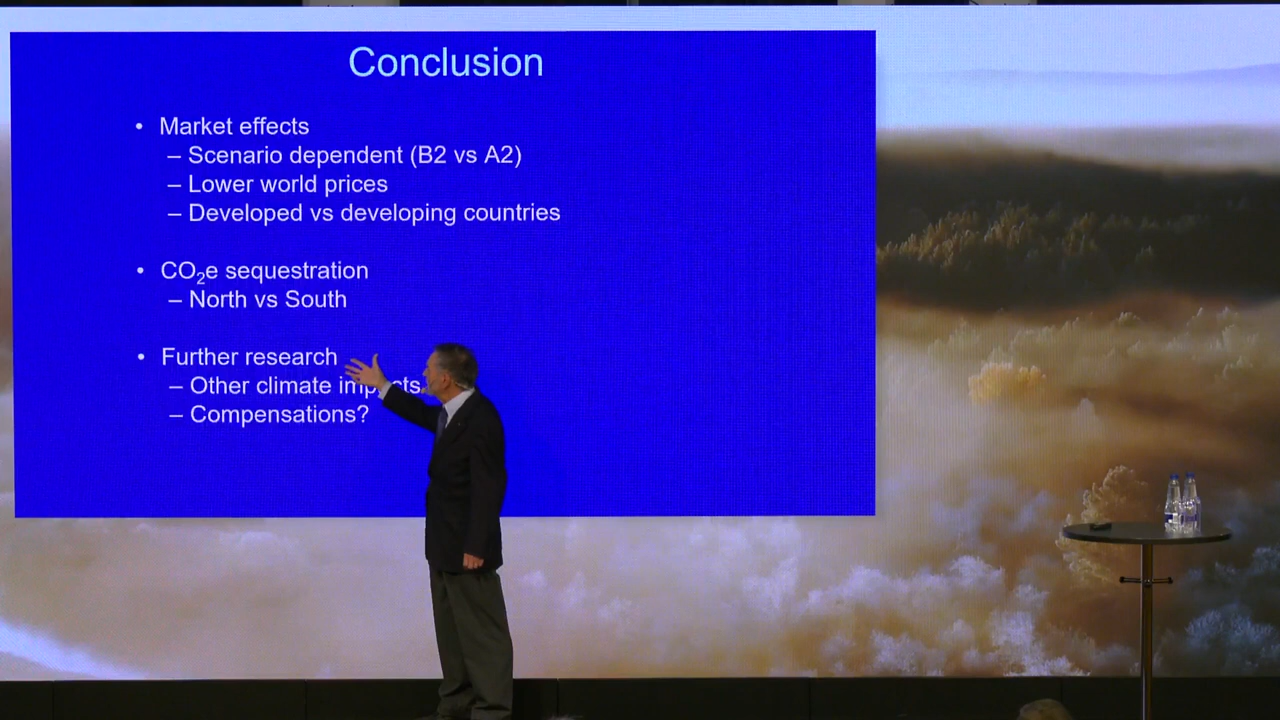 Conclusion
• Market effects
– Scenario dependent (B2 vs A2)
– Lower world prices
– Developed vs developing countries
• CO₂e sequestration
– North vs South
• Further research
– Other climate impacts
– Compensations?